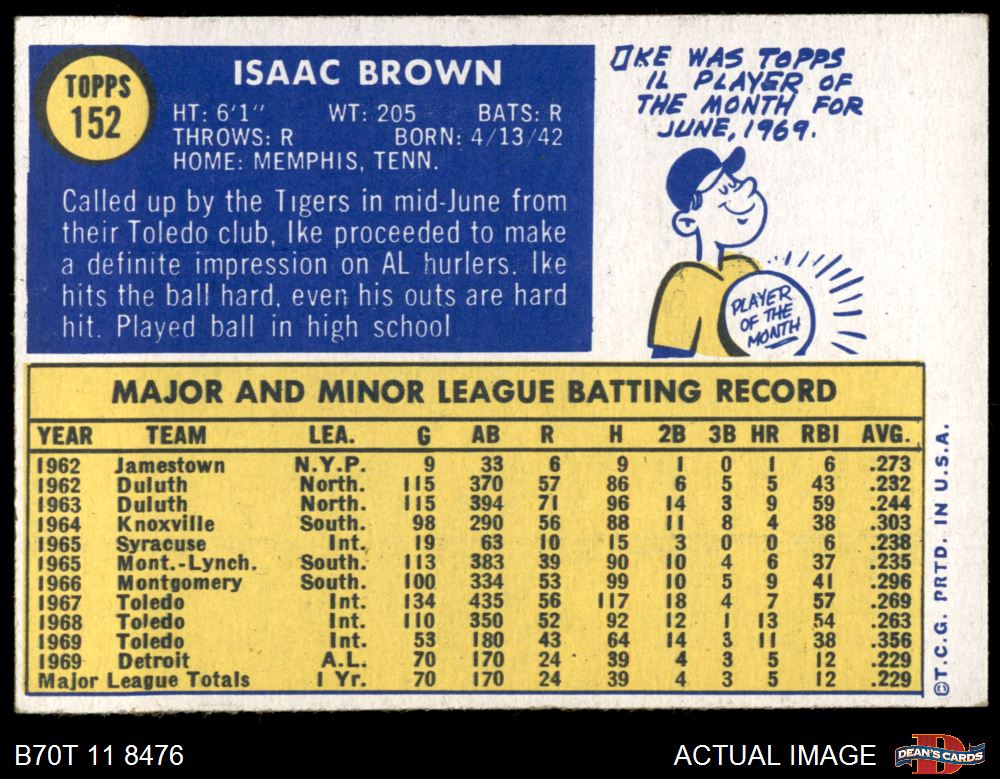 TOPPS
152
ISAAC BROWN
HT: 6'1" WT: 205 BATS: R
THROWS: R BORN: 4/13/42
HOME: MEMPHIS, TENN.
Called up by the Tigers in mid-June from
their Toledo club, Ike proceeded to make
a definite impression on AL hurlers. Ike
hits the ball hard, even his outs are hard
hit. Played ball in high school
IKE WAS TOPPS
IL PLAYER OF
THE MONTH FOR
JUNE, 1969.
PLAYER
OF THE
MONTH
MAJOR AND MINOR LEAGUE BATTING RECORD
YEAR TEAM LEA. G AB R H 2B 3B HR RBI AVG.
1962 Jamestown N.Y.P. 9 33 6 9 1 0 1 6 .273
1962 Duluth North. 115 370 57 86 6 5 5 43 .232
1963 Duluth North. 115 394 71 96 14 3 9 59 .244
1964 Knoxville South. 98 290 56 88 11 8 4 38 .303
1965 Syracuse Int. 19 63 10 15 3 0 0 6 .238
1965 Mont.-Lynch. South. 113 383 39 90 10 4 6 37 .235
1966 Montgomery South. 100 334 53 99 10 5 9 41 .296
1967 Toledo Int. 134 435 56 117 18 4 7 57 .269
1968 Toledo Int. 110 350 52 92 12 1 13 54 .263
1969 Toledo Int. 53 180 43 64 14 3 11 38 .356
1969 Detroit A.L. 70 170 24 39 4 3 5 12 .229
Major League Totals 1 Yr. 70 170 24 39 4 3 5 12 .229
©T.C.G. PRTD. IN U.S.A.
B70T 11 8476
ACTUAL IMAGE
DEAN'S CARDS